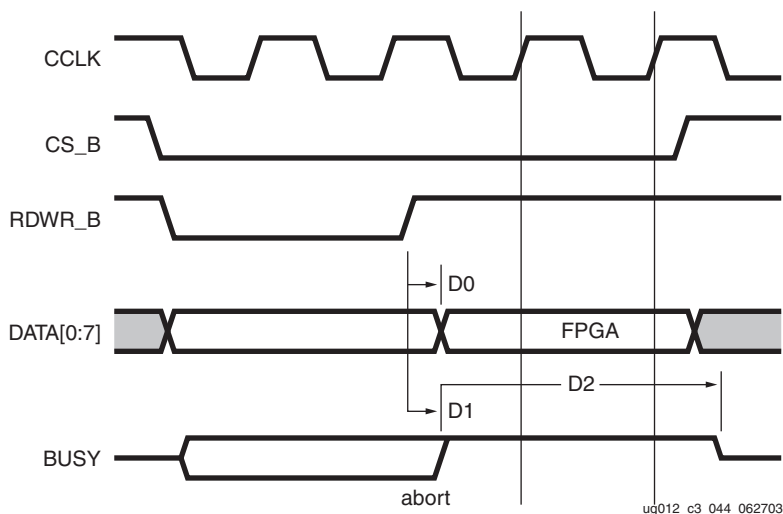 CCLK
CS_B
RDWR_B
D0
DATA[0:7]
FPGA
D2
D1
BUSY
abort
ug012_c3_044_062703